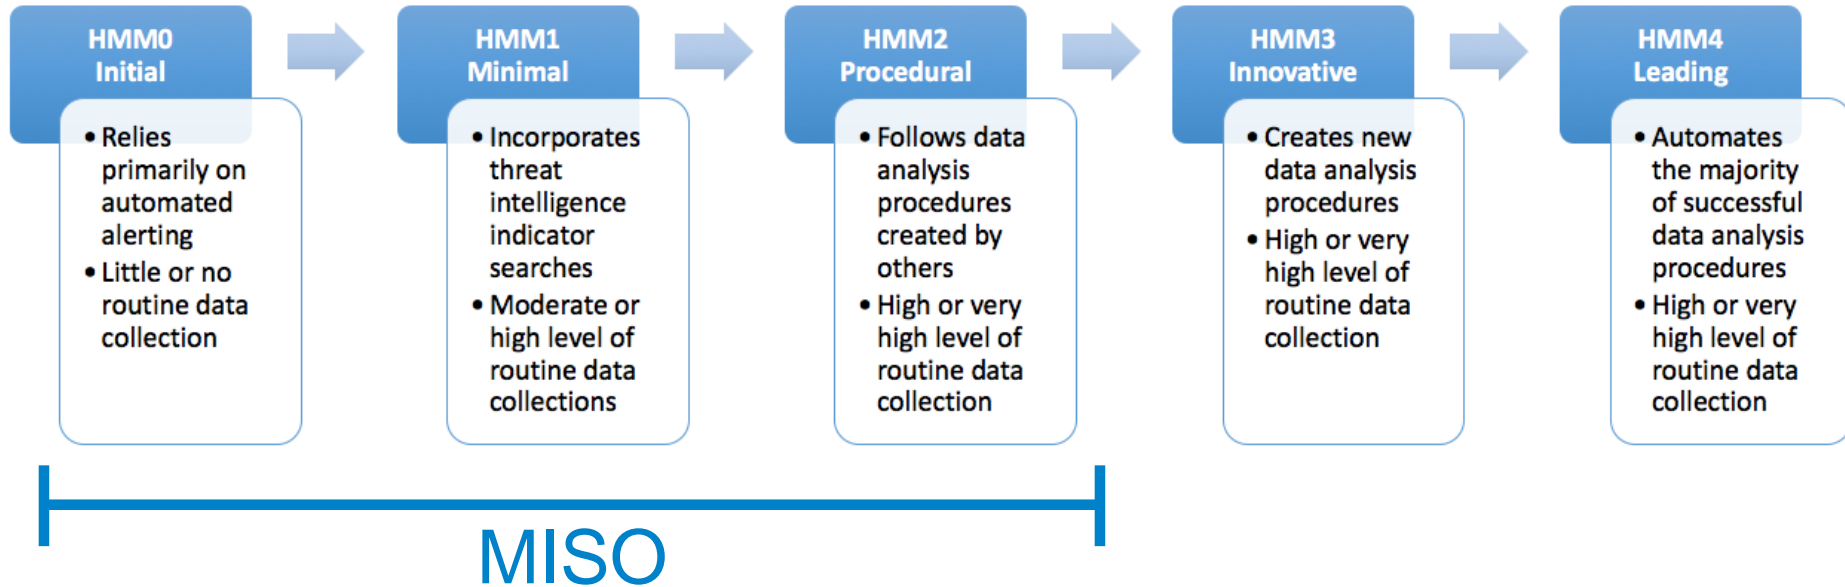 HMM0
Initial
• Relies
primarily on
automated
alerting
• Little or no
routine data
collection
HMM1
Minimal
• Incorporates
threat
intelligence
indicator
searches
• Moderate or
high level of
routine data
collections
HMM2
Procedural
• Follows data
analysis
procedures
created by
others
• High or very
high level of
routine data
collection
HMM3
Innovative
• Creates new
data analysis
procedures
• High or very
high level of
routine data
collection
HMM4
Leading
• Automates
the majority
of successful
data analysis
procedures
• High or very
high level of
routine data
collection
MISO